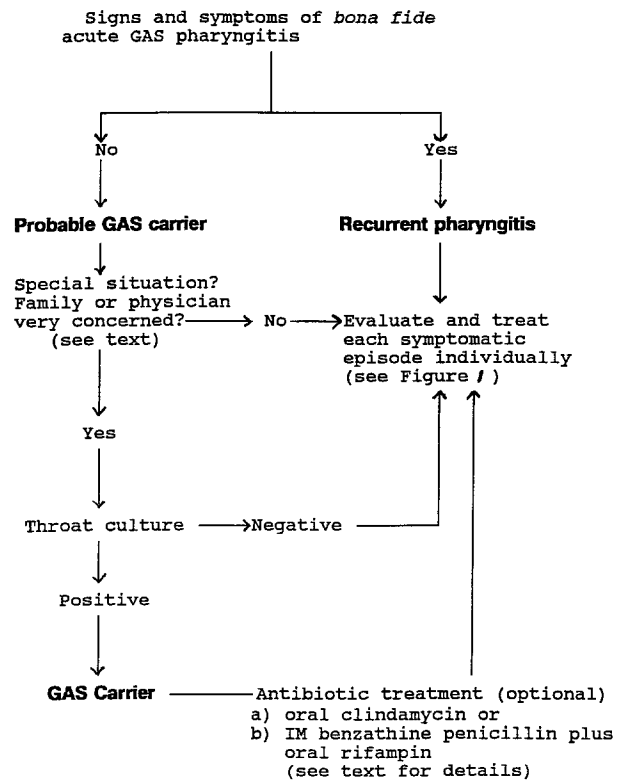 Signs and symptoms of bona fide
acute GAS pharyngitis
No
Yes
Probable GAS carrier
Recurrent pharyngitis
Special situation?
Family or physician
very concerned?
(see text)
No
Evaluate and treat
each symptomatic
episode individually
(see Figure 1)
Yes
Throat culture
Negative
Positive
GAS Carrier
Antibiotic treatment (optional)
a) oral clindamycin or
b) IM benzathine penicillin plus
oral rifampin
(see text for details)